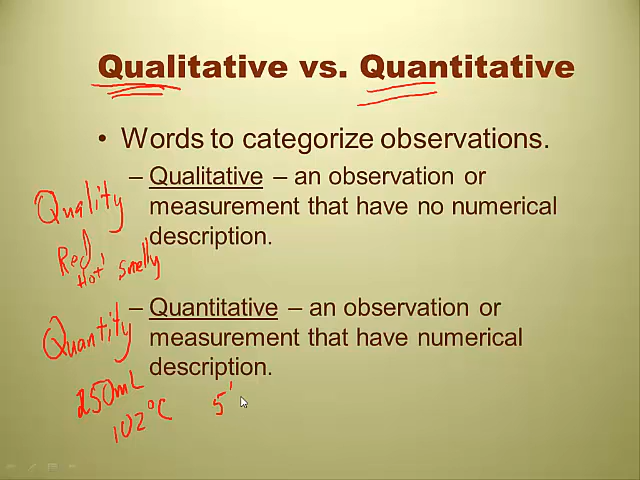 Qualitative vs. Quantitative
• Words to categorize observations.
– Qualitative – an observation or
measurement that have no numerical
description.
Quality
Red
Hot
smelly
– Quantitative – an observation or
measurement that have numerical
description.
Quantity
250mL
102°C
5'